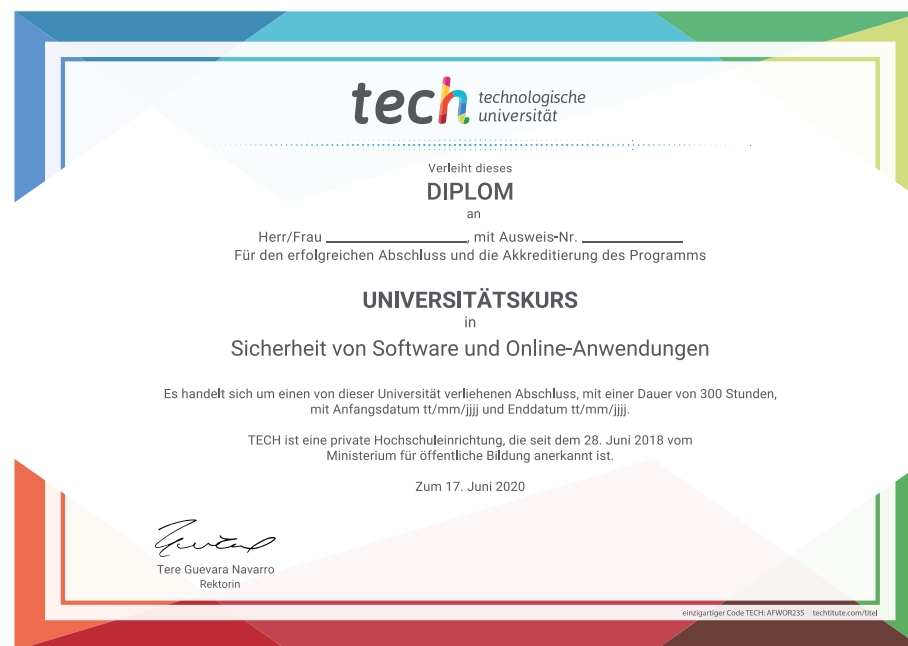 tech technologische
universität
Verleiht dieses
DIPLOM
an
Herr/Frau ____________, mit Ausweis-Nr. ____________
Für den erfolgreichen Abschluss und die Akkreditierung des Programms
UNIVERSITÄTSKURS
in
Sicherheit von Software und Online-Anwendungen
Es handelt sich um einen von dieser Universität verliehenen Abschluss, mit einer Dauer von 300 Stunden,
mit Anfangsdatum tt/mm/jjjj und Enddatum tt/mm/jjjj.
TECH ist eine private Hochschuleinrichtung, die seit dem 28. Juni 2018 vom
Ministerium für öffentliche Bildung anerkannt ist.
Zum 17. Juni 2020
Tere Guevara Navarro
Rektorin
einzigartiger Code TECH: AFWOR23S techtitute.com/titel